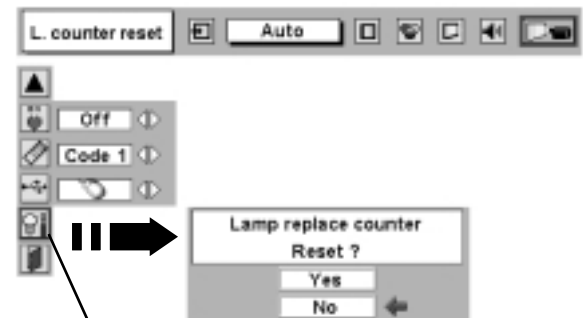 L. counter reset
Auto
Off
Code 1
Lamp replace counter
Reset ?
Yes
No